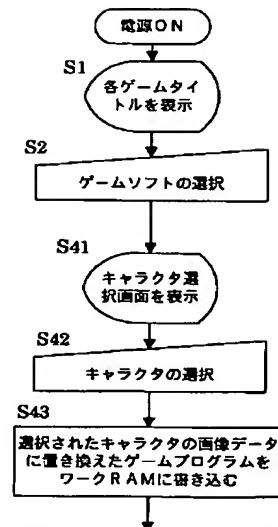 電源ON
S1
各ゲームタイ
トルを表示
S2
ゲームソフトの選択
S41
キャラクタ選
択画面を表示
S42
キャラクタの選択
S43
選択されたキャラクタの画像データ
に置き換えたゲームプログラムを
ワークRAMに書き込む